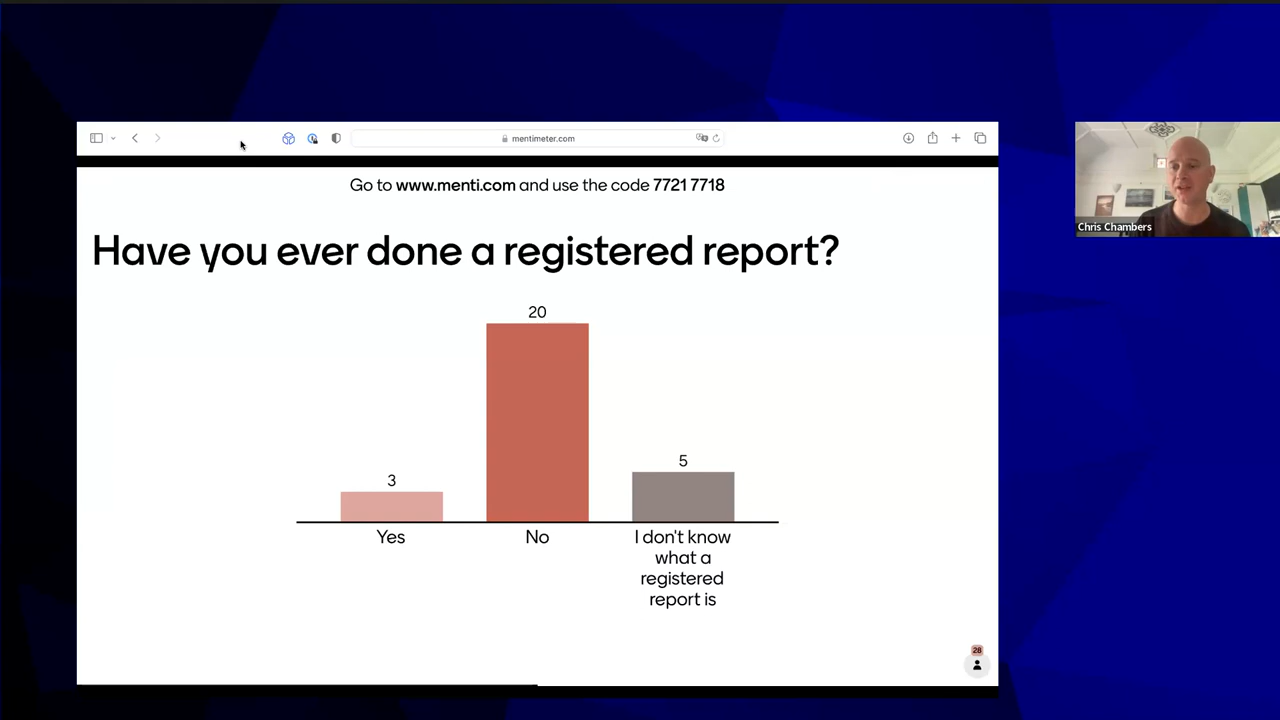 mentimeter.com
Go to www.menti.com and use the code 7721 7718
Have you ever done a registered report?
20
5
3
Yes
No
I don't know
what a
registered
report is
28
Chris Chambers